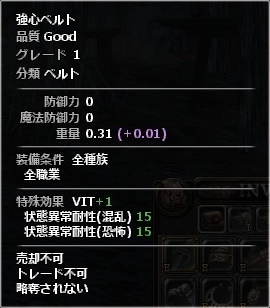 強心ベルト
品質 Good
グレード 1
分類 ベルト
防御力 0
魔法防御力 0
重量 0.31 (+0.01)
装備条件 全種族
全職業
特殊効果 VIT+1
状態異常耐性(混乱) 15
状態異常耐性(恐怖) 15
売却不可
トレード不可
略奪されない
INV